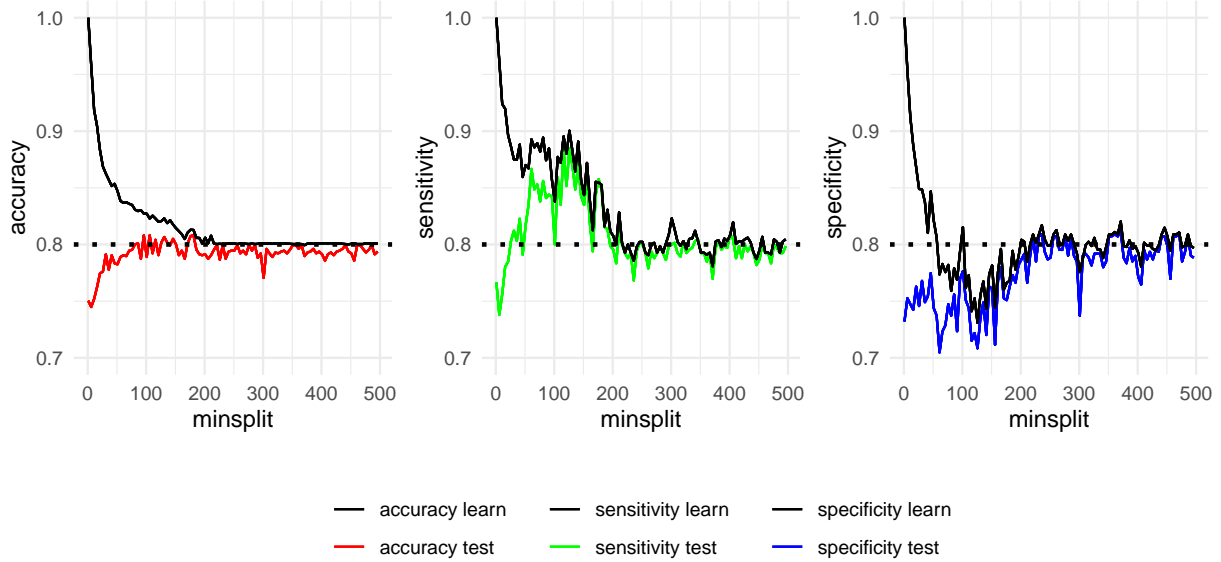 accuracy
1.0
0.9
0.8
0.7
0 100 200 300 400 500
minsplit
sensitivity
1.0
0.9
0.8
0.7
0 100 200 300 400 500
minsplit
specificity
1.0
0.9
0.8
0.7
0 100 200 300 400 500
minsplit
accuracy learn sensitivity learn specificity learn
accuracy test sensitivity test specificity test